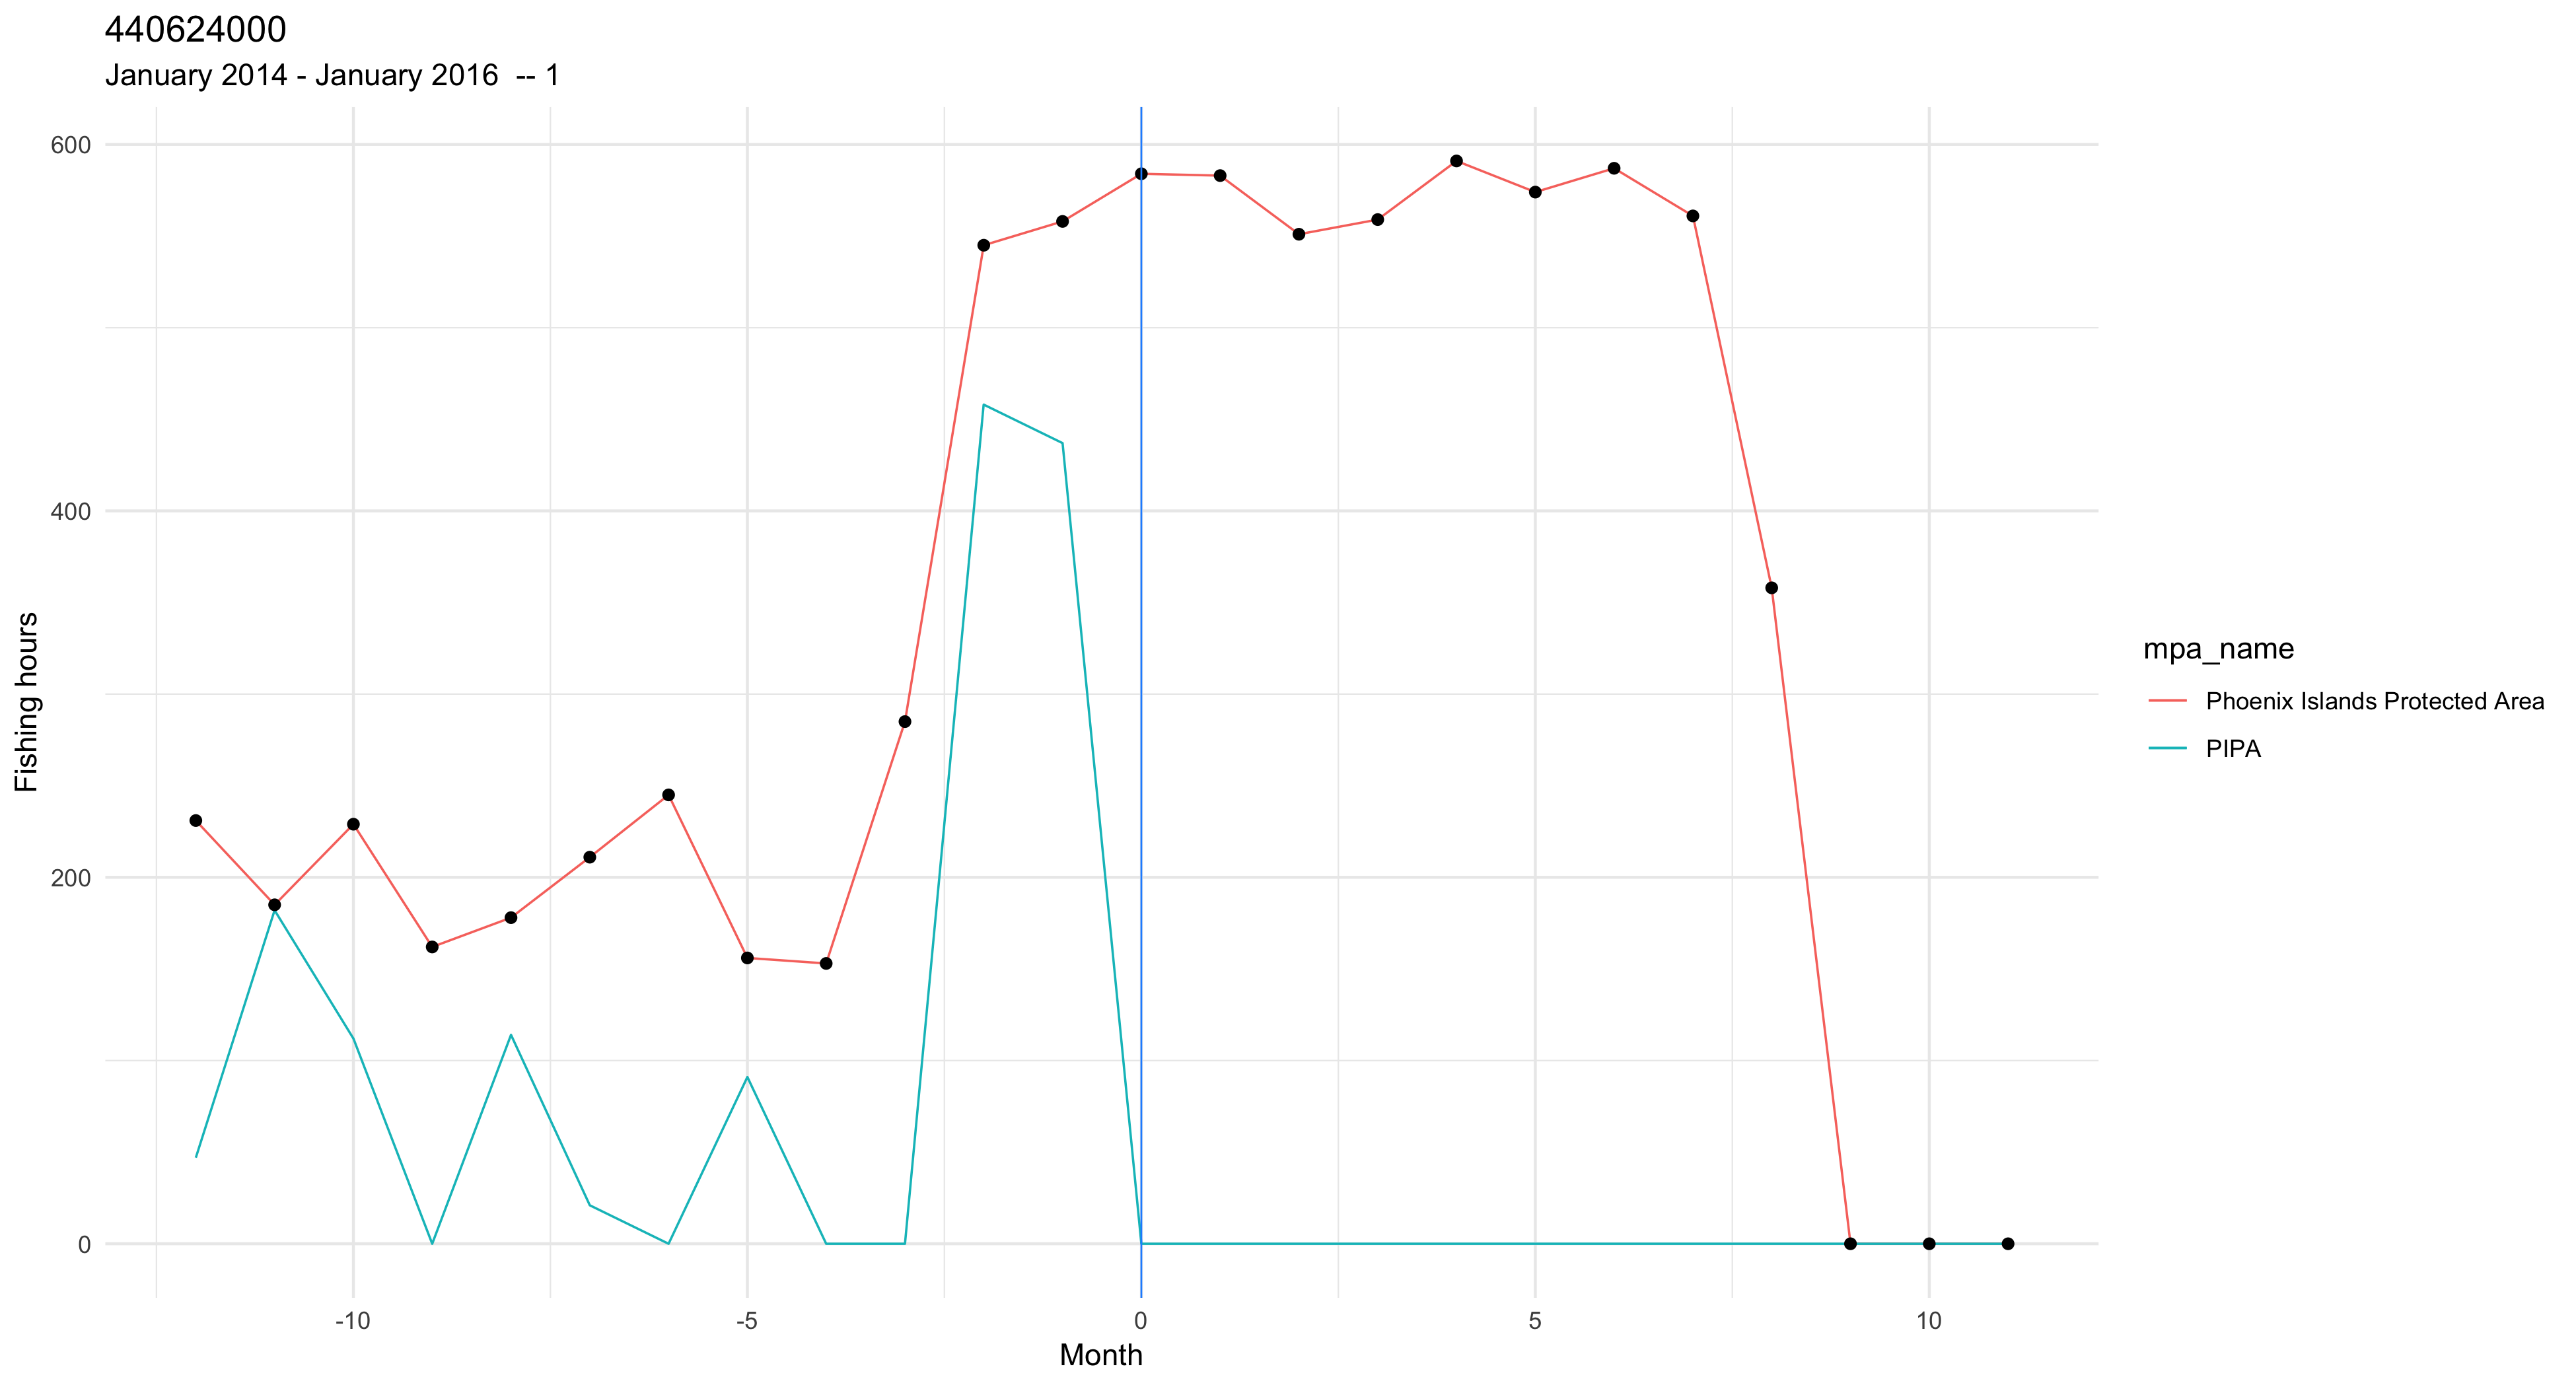 440624000
January 2014 - January 2016  -- 1
600
400
200
0
Fishing hours
-10
-5
0
5
10
Month
mpa_name
Phoenix Islands Protected Area
PIPA